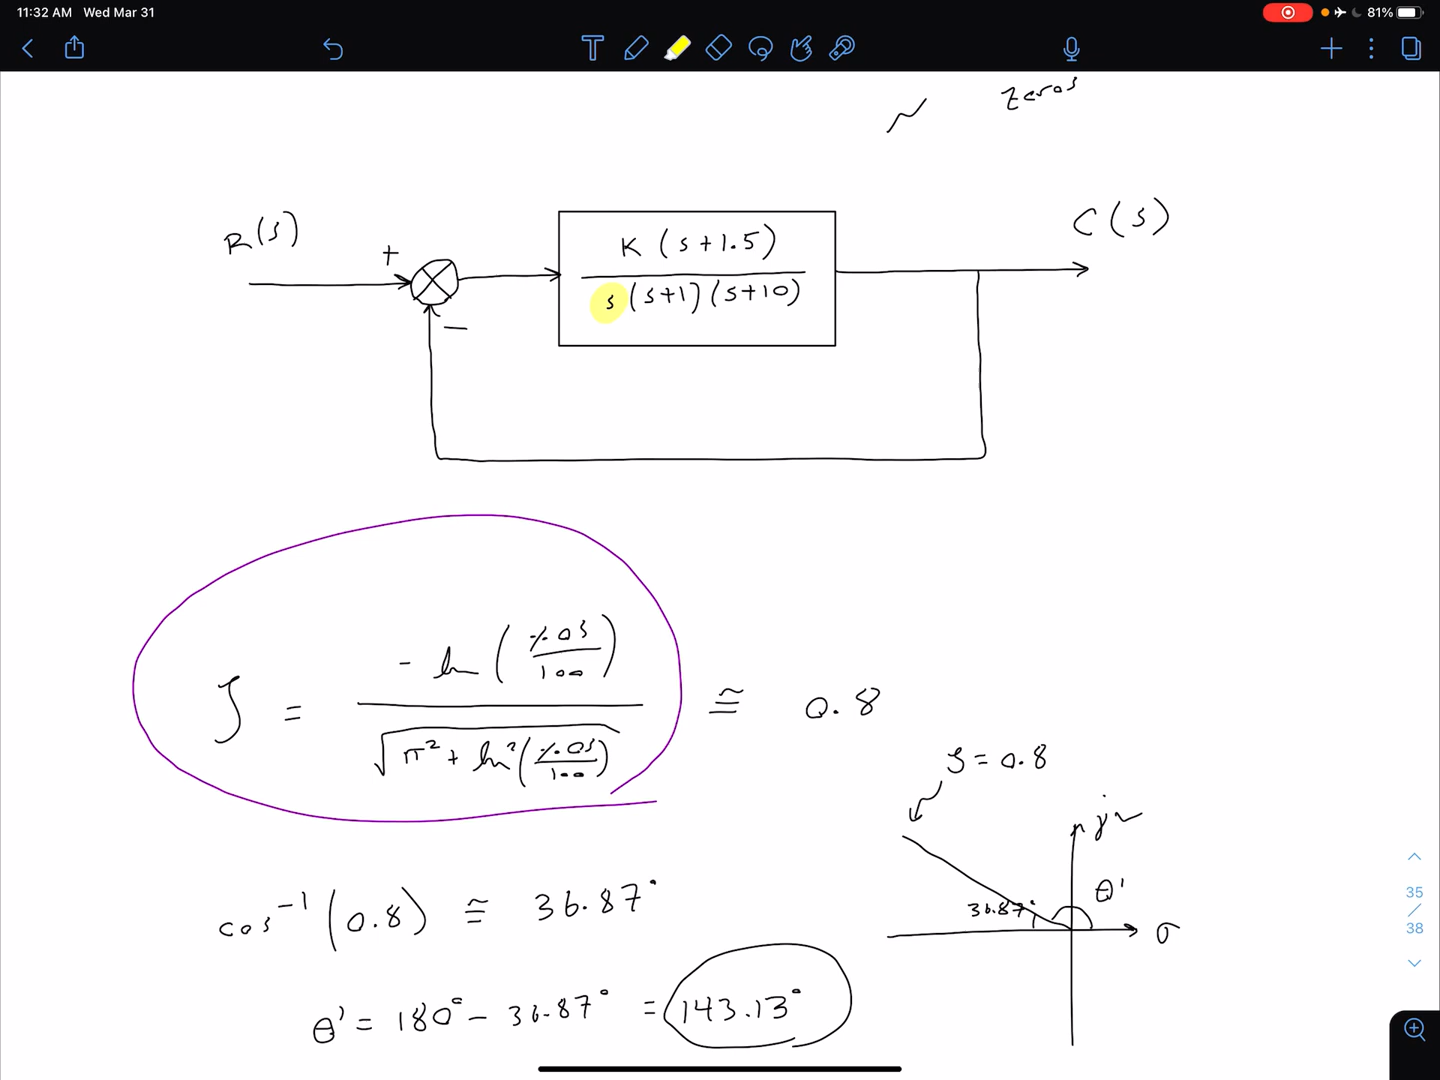 11:32 AM Wed Mar 31
81%
zeros
R(s)
+
−
K (s+1.5)
s (s+1) (s+10)
C(s)
ζ = -ln(%OS/100) / √(π² + ln²(%OS/100)) ≅ 0.8
ζ = 0.8
jω
θ'
36.87°
σ
cos⁻¹(0.8) ≅ 36.87°
θ' = 180° − 36.87° = 143.13°
35
/
38